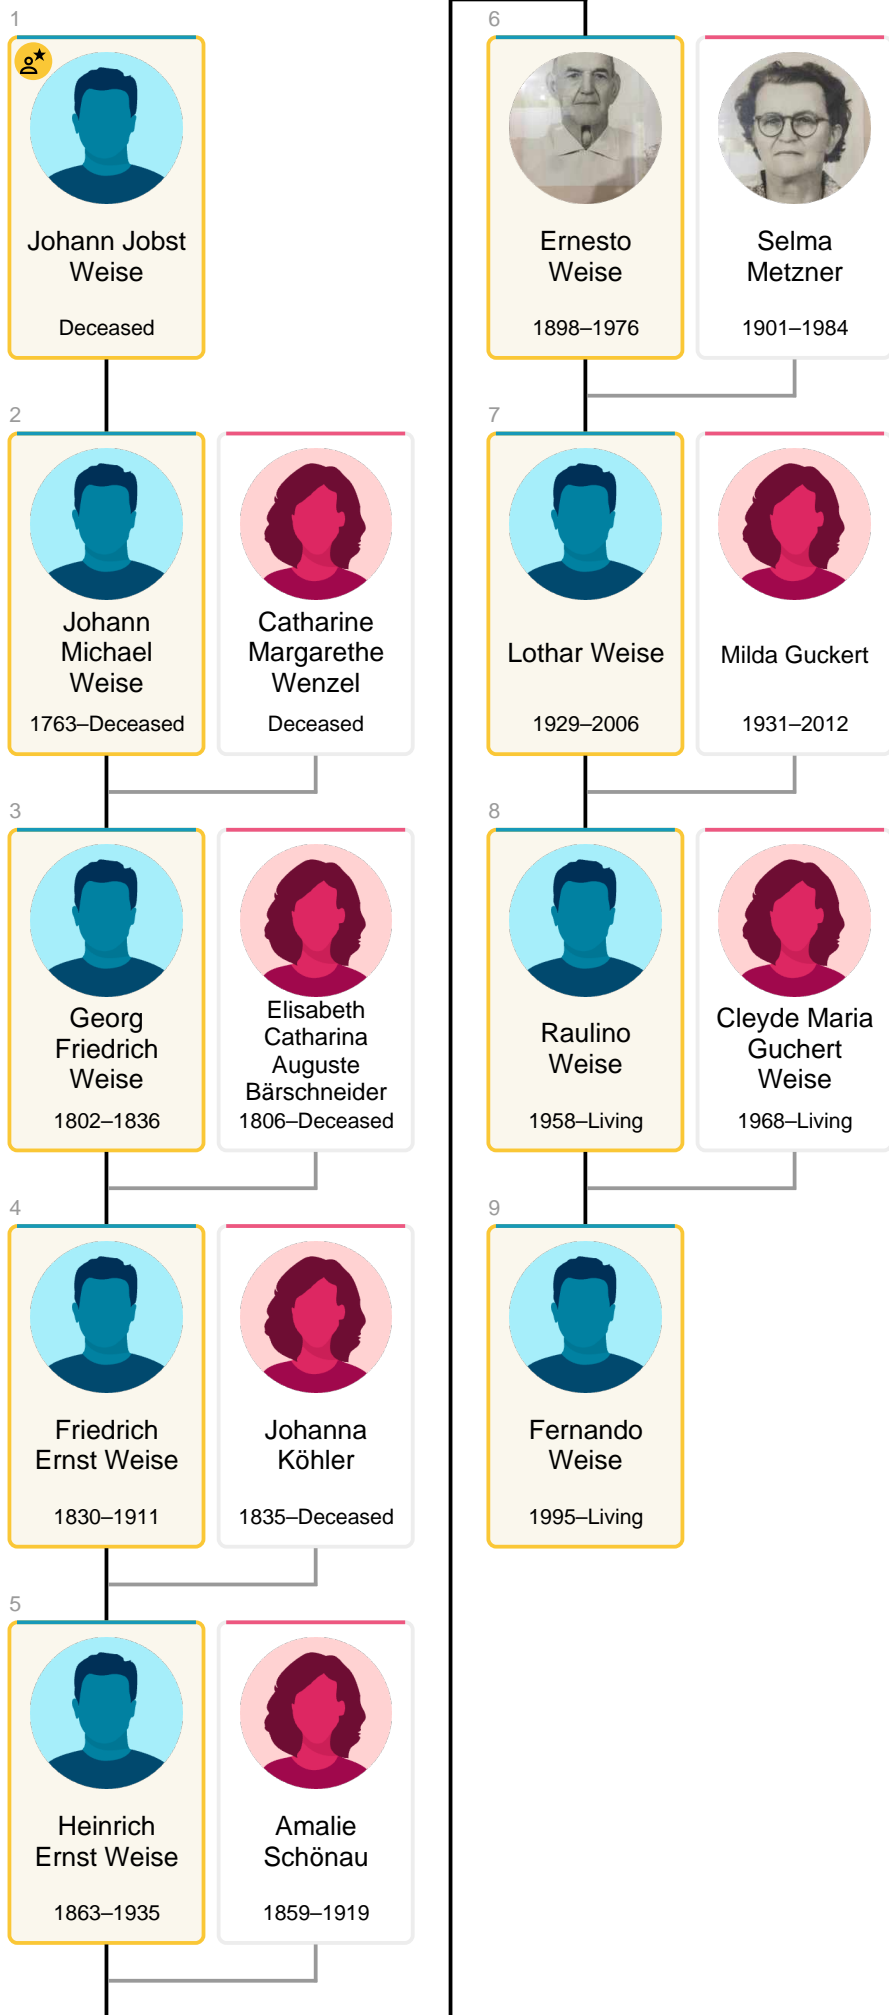 1
Johann Jobst
Weise
Deceased
2
Johann
Michael
Weise
1763–Deceased
Catharine
Margarethe
Wenzel
Deceased
3
Georg
Friedrich
Weise
1802–1836
Elisabeth
Catharina
Auguste
Bärschneider
1806–Deceased
4
Friedrich
Ernst Weise
1830–1911
Johanna
Köhler
1835–Deceased
5
Heinrich
Ernst Weise
1863–1935
Amalie
Schönau
1859–1919
6
Ernesto
Weise
1898–1976
Selma
Metzner
1901–1984
7
Lothar Weise
1929–2006
Milda Guckert
1931–2012
8
Raulino
Weise
1958–Living
Cleyde Maria
Guchert
Weise
1968–Living
9
Fernando
Weise
1995–Living